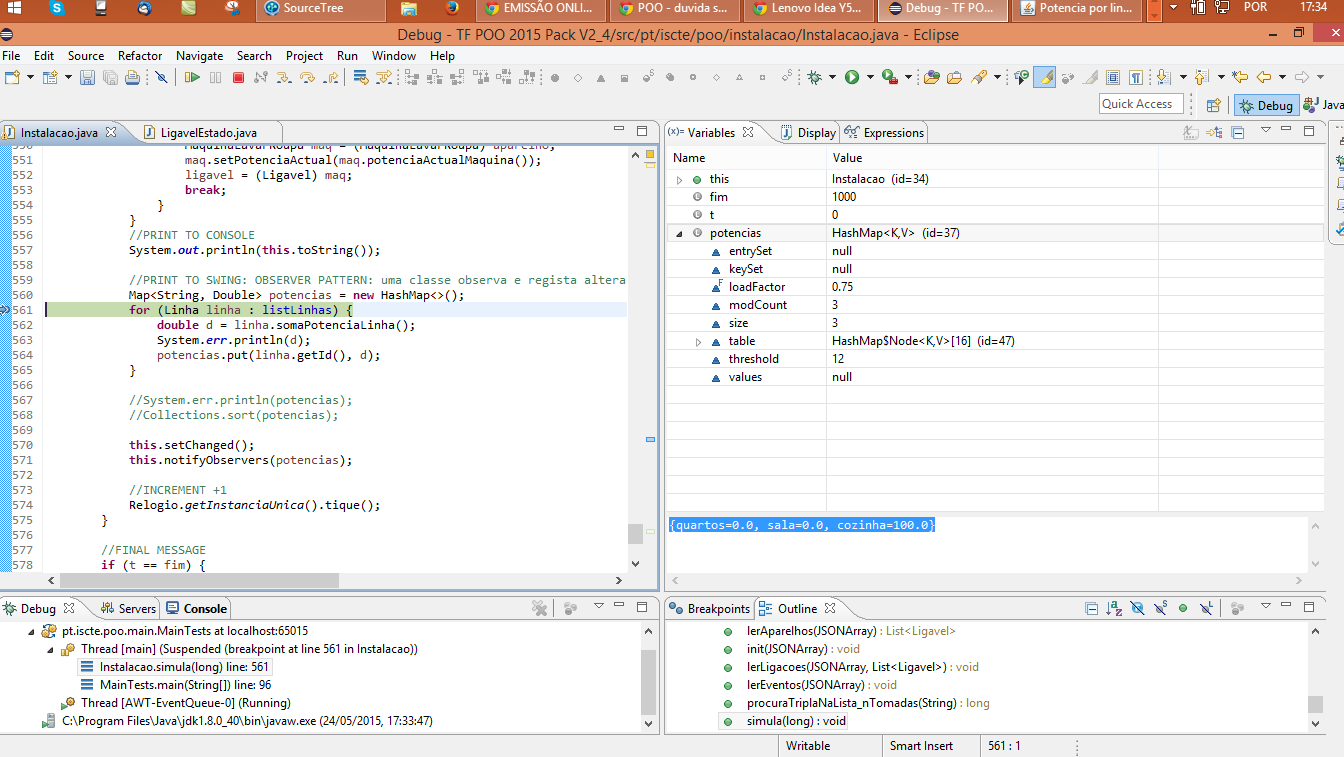 SourceTree
EMISSÃO ONLI...
POO - duvida s...
Lenovo Idea Y5...
Debug - TF PO...
Potencia por lin...
POR
17:34
Debug - TF POO 2015 Pack V2_4/src/pt/iscte/poo/instalacao/Instalacao.java - Eclipse
File Edit Source Refactor Navigate Search Project Run Window Help
Quick Access
Debug
Java
Instalacao.java
LigavelEstado.java
551 maq.setPotenciaActual(maq.potenciaActualMaquina());
552 ligavel = (Ligavel) maq;
553 break;
554 }
555 }
556 //PRINT TO CONSOLE
557 System.out.println(this.toString());
558
559 //PRINT TO SWING: OBSERVER PATTERN: uma classe observa e regista altera
560 Map<String, Double> potencias = new HashMap<>();
561 for (Linha linha : listLinhas) {
562 double d = linha.somaPotenciaLinha();
563 System.err.println(d);
564 potencias.put(linha.getId(), d);
565 }
566
567 //System.err.println(potencias);
568 //Collections.sort(potencias);
569
570 this.setChanged();
571 this.notifyObservers(potencias);
572
573 //INCREMENT +1
574 Relogio.getInstanciaUnica().tique();
575 }
576
577 //FINAL MESSAGE
578 if (t == fim) {
(x)= Variables
Display
Expressions
Name Value
this Instalacao (id=34)
fim 1000
t 0
potencias HashMap<K,V> (id=37)
entrySet null
keySet null
loadFactor 0.75
modCount 3
size 3
table HashMap$Node<K,V>[16] (id=47)
threshold 12
values null
{quartos=0.0, sala=0.0, cozinha=100.0}
Debug
Servers
Console
pt.iscte.poo.main.MainTests at localhost:65015
Thread [main] (Suspended (breakpoint at line 561 in Instalacao))
Instalacao.simula(long) line: 561
MainTests.main(String[]) line: 96
Thread [AWT-EventQueue-0] (Running)
C:\Program Files\Java\jdk1.8.0_40\bin\javaw.exe (24/05/2015, 17:33:47)
Breakpoints
Outline
lerAparelhos(JSONArray) : List<Ligavel>
init(JSONArray) : void
lerLigacoes(JSONArray, List<Ligavel>) : void
lerEventos(JSONArray) : void
procuraTriplaNaLista_nTomadas(String) : long
simula(long) : void
Writable
Smart Insert
561 : 1